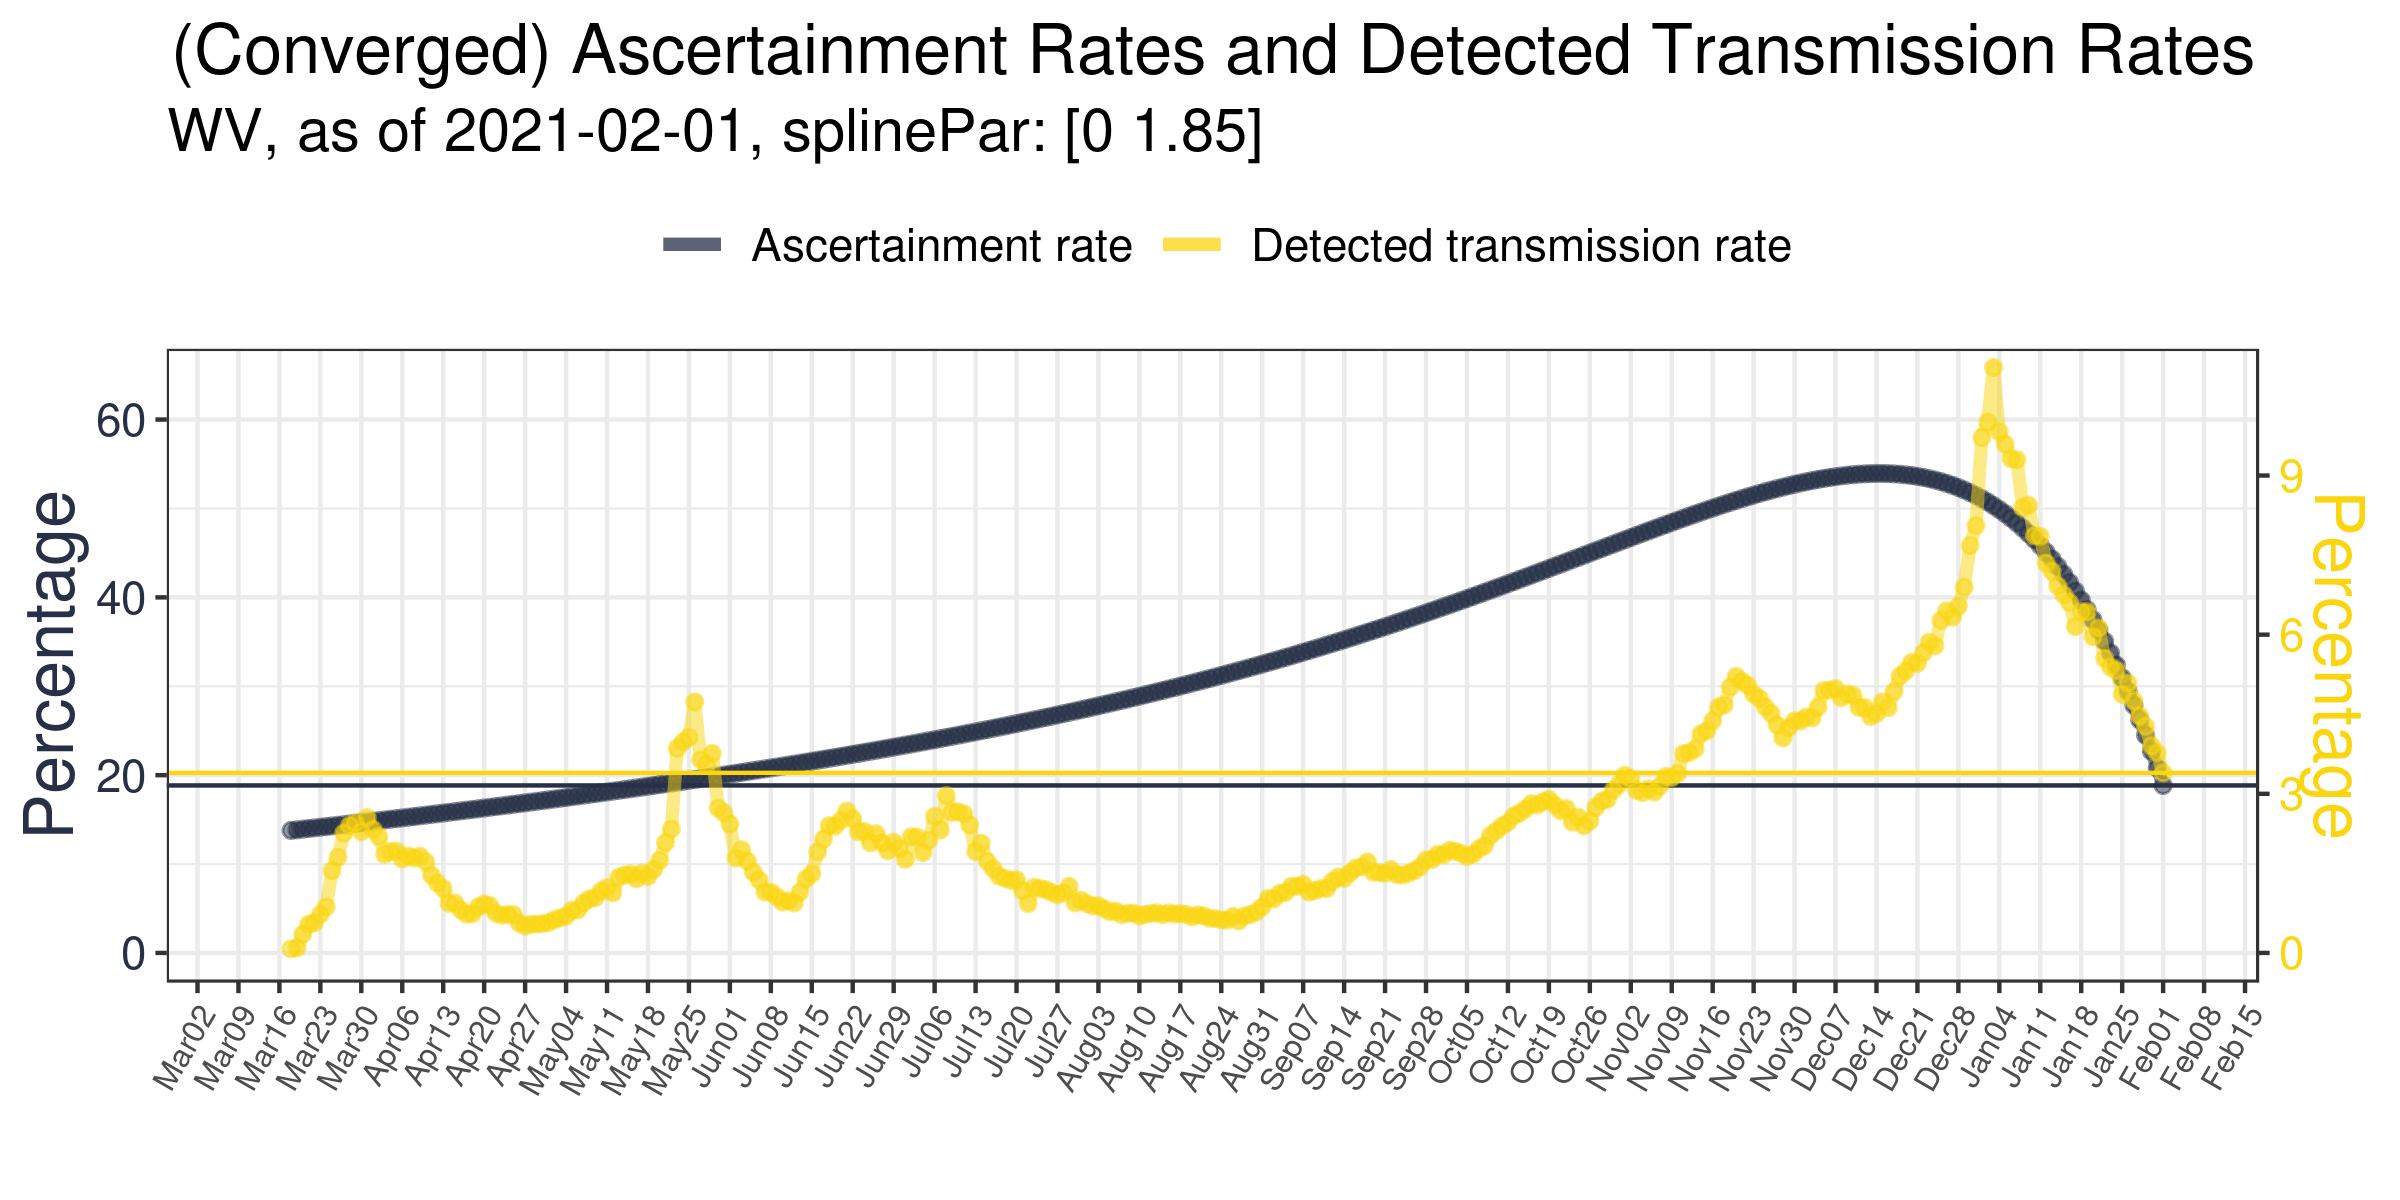 (Converged) Ascertainment Rates and Detected Transmission Rates
WV, as of 2021-02-01, splinePar: [0 1.85]
Ascertainment rate Detected transmission rate
Percentage
60
40
20
0
9
6
3
0
Percentage
Mar02 Mar09 Mar16 Mar23 Mar30 Apr06 Apr13 Apr20 Apr27 May04 May11 May18 May25 Jun01 Jun08 Jun15 Jun22 Jun29 Jul06 Jul13 Jul20 Jul27 Aug03 Aug10 Aug17 Aug24 Aug31 Sep07 Sep14 Sep21 Sep28 Oct05 Oct12 Oct19 Oct26 Nov02 Nov09 Nov16 Nov23 Nov30 Dec07 Dec14 Dec21 Dec28 Jan04 Jan11 Jan18 Jan25 Feb01 Feb08 Feb15